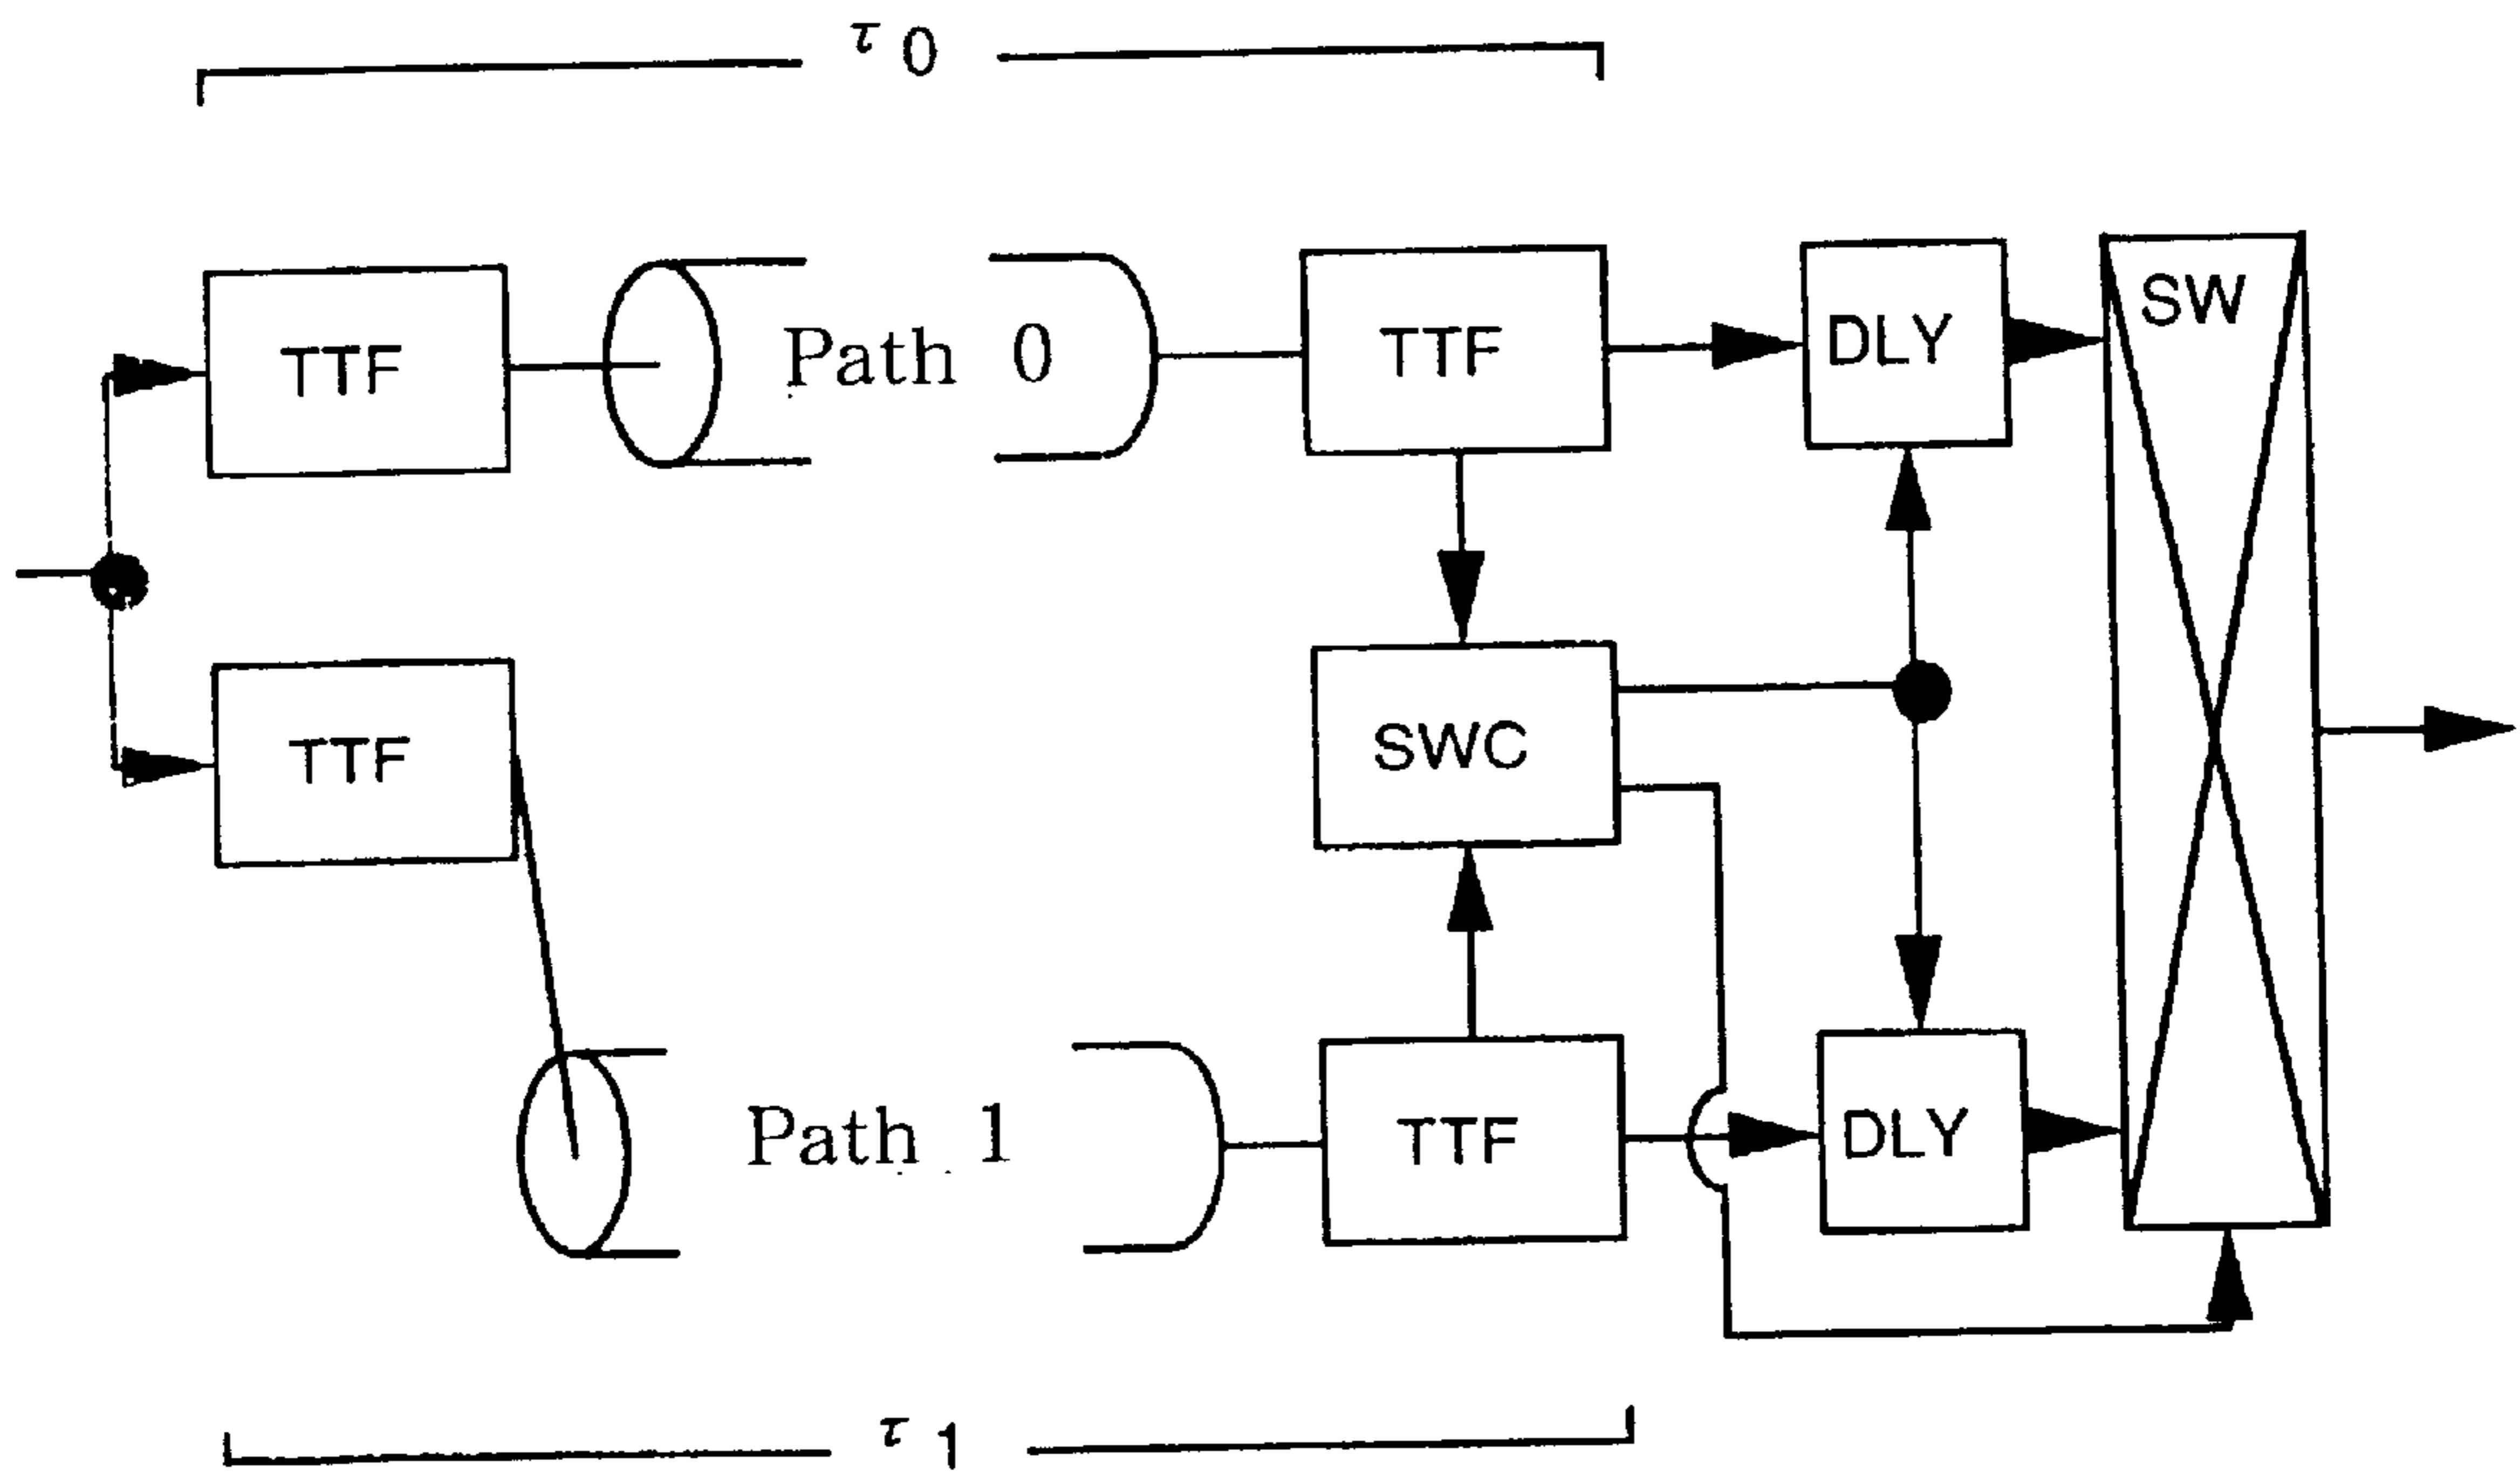 τ 0
TTF
Path 0
TTF
DLY
SW
TTF
SWC
Path 1
TTF
DLY
τ 1